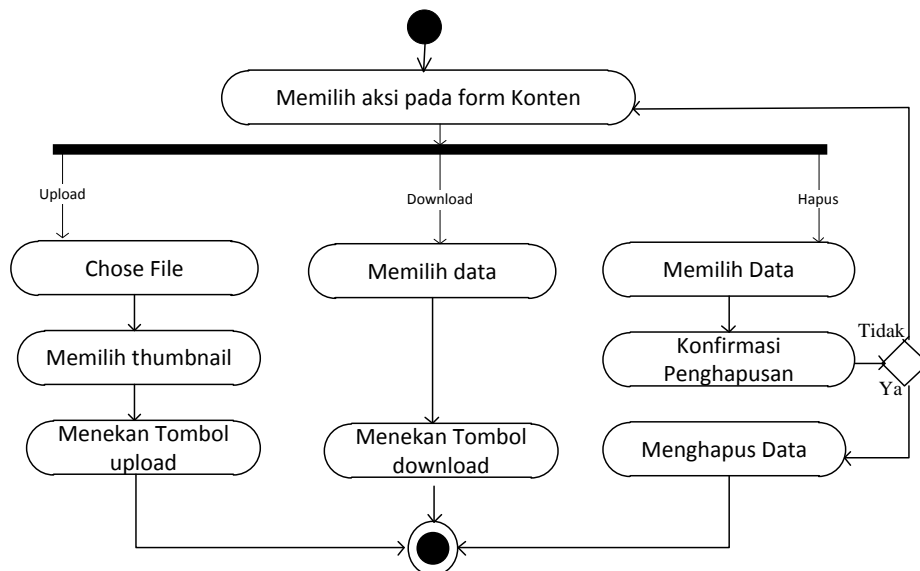 Memilih aksi pada form Konten
Upload
Download
Hapus
Chose File
Memilih data
Memilih Data
Memilih thumbnail
Konfirmasi
Penghapusan
Tidak
Ya
Menekan Tombol
upload
Menekan Tombol
download
Menghapus Data